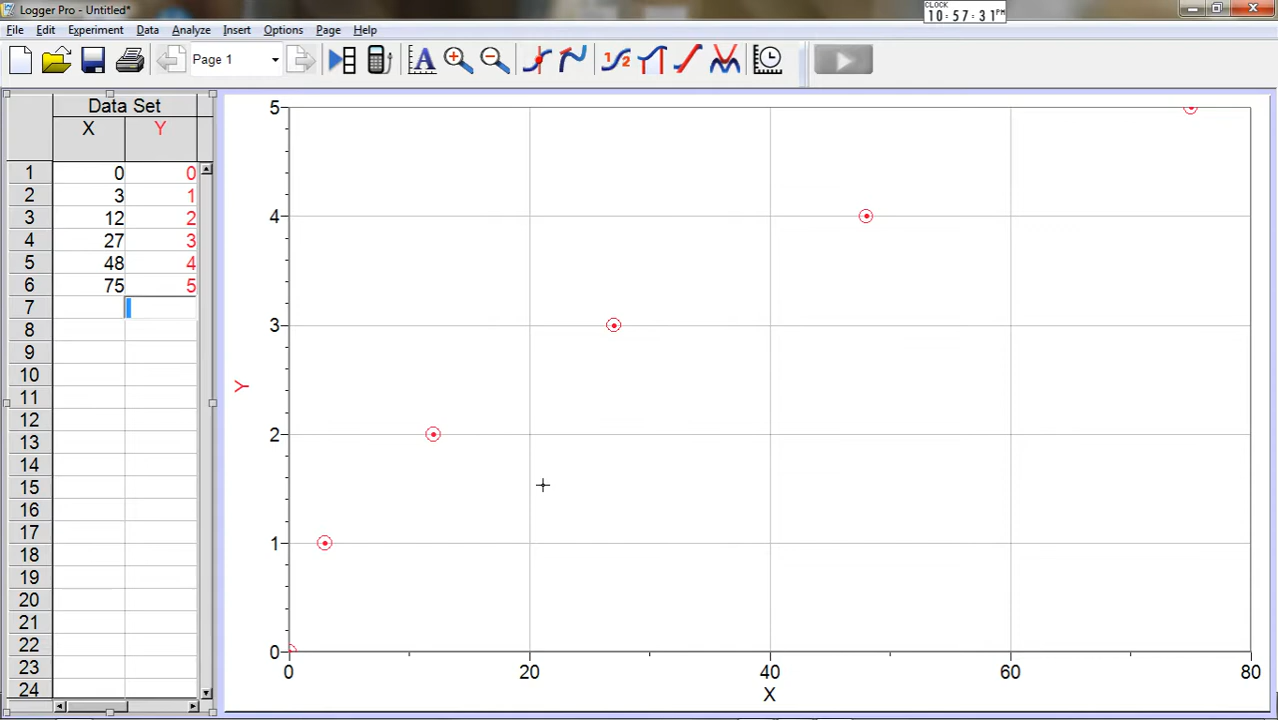 Logger Pro - Untitled*
CLOCK
10:57:31PM
File Edit Experiment Data Analyze Insert Options Page Help
Page 1
Data Set
X Y
1 0 0
2 3 1
3 12 2
4 27 3
5 48 4
6 75 5
7
8
9
10
11
12
13
14
15
16
17
18
19
20
21
22
23
24
5
4
3
2
1
0
Y
0 20 40 60 80
X